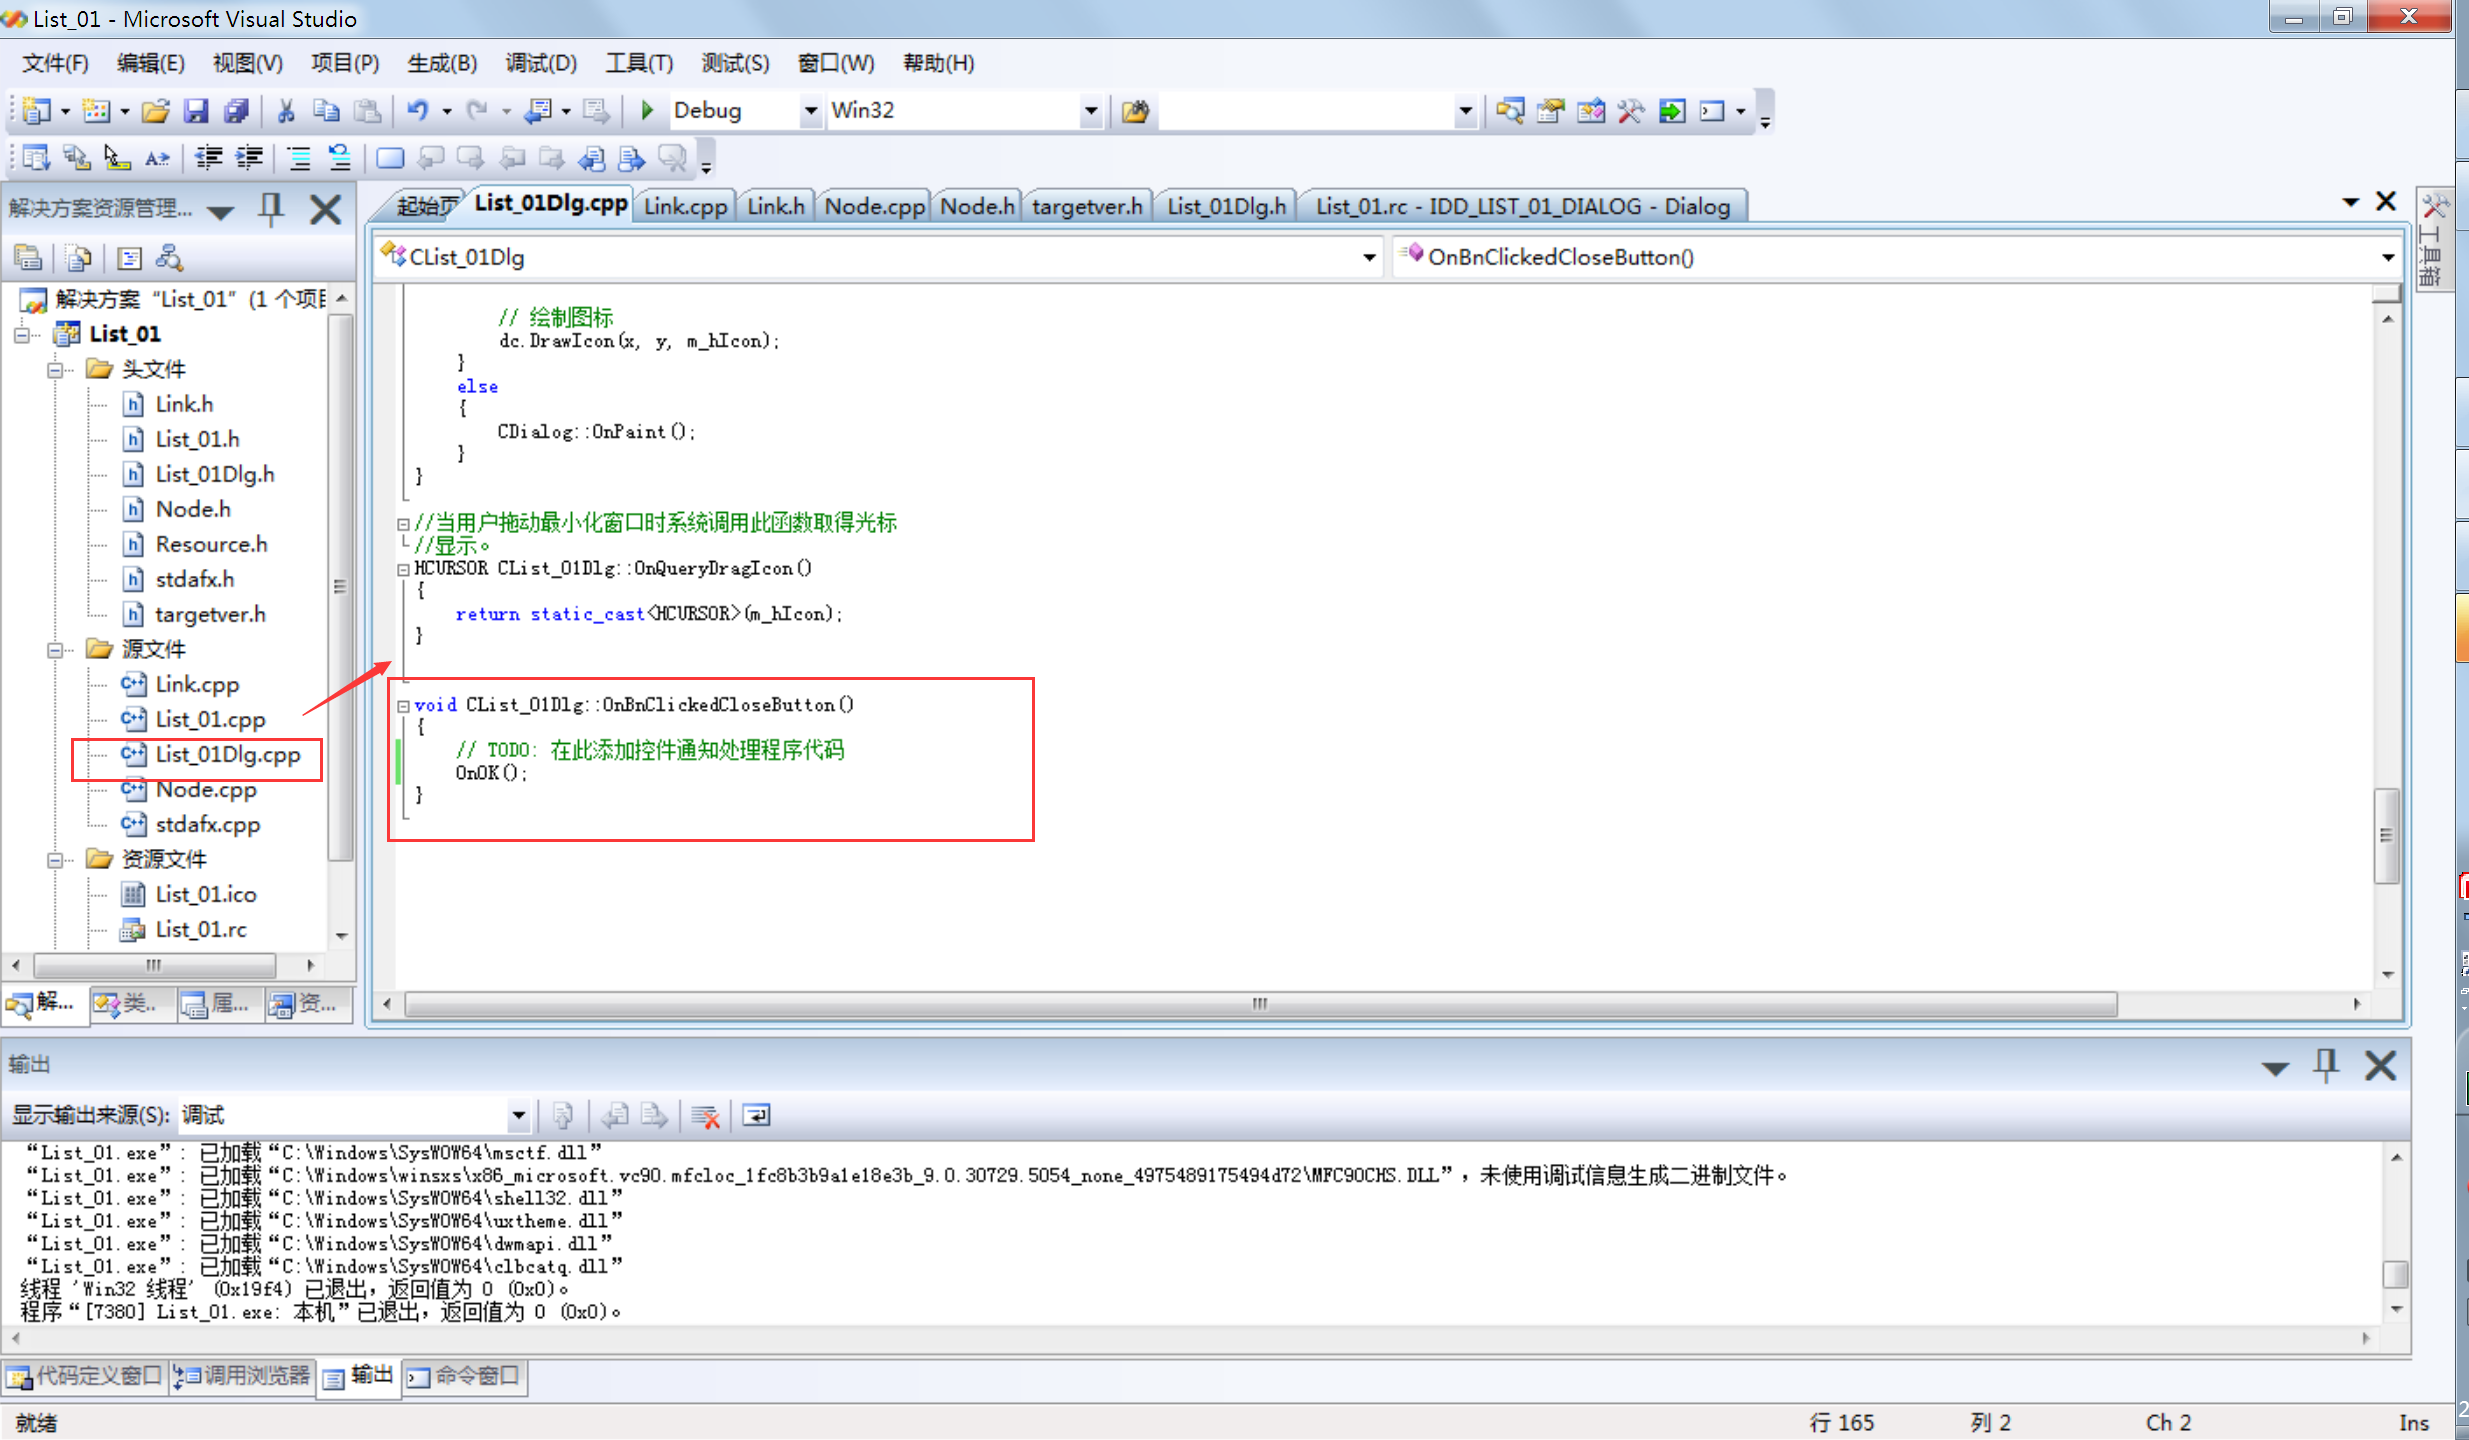 List_01 - Microsoft Visual Studio
文件(F) 编辑(E) 视图(V) 项目(P) 生成(B) 调试(D) 工具(T) 测试(S) 窗口(W) 帮助(H)
Debug Win32
解决方案资源管理...
起始页 List_01Dlg.cpp Link.cpp Link.h Node.cpp Node.h targetver.h List_01Dlg.h List_01.rc - IDD_LIST_01_DIALOG - Dialog
工具箱
CList_01Dlg OnBnClickedCloseButton()
解决方案 “List_01” (1 个项目
List_01
头文件
Link.h
List_01.h
List_01Dlg.h
Node.h
Resource.h
stdafx.h
targetver.h
源文件
Link.cpp
List_01.cpp
List_01Dlg.cpp
Node.cpp
stdafx.cpp
资源文件
List_01.ico
List_01.rc
解... 类.. 属... 资...
// 绘制图标
dc.DrawIcon(x, y, m_hIcon);
}
else
{
CDialog::OnPaint();
}
}
//当用户拖动最小化窗口时系统调用此函数取得光标
//显示。
HCURSOR CList_01Dlg::OnQueryDragIcon()
{
return static_cast<HCURSOR>(m_hIcon);
}
void CList_01Dlg::OnBnClickedCloseButton()
{
// TODO: 在此添加控件通知处理程序代码
OnOK();
}
输出
显示输出来源(S): 调试
“List_01.exe”: 已加载“C:\Windows\SysWOW64\msctf.dll”
“List_01.exe”: 已加载“C:\Windows\winsxs\x86_microsoft.vc90.mfcloc_1fc8b3b9a1e18e3b_9.0.30729.5054_none_4975489175494d72\MFC90CHS.DLL”，未使用调试信息生成二进制文件。
“List_01.exe”: 已加载“C:\Windows\SysWOW64\shell32.dll”
“List_01.exe”: 已加载“C:\Windows\SysWOW64\uxtheme.dll”
“List_01.exe”: 已加载“C:\Windows\SysWOW64\dwmapi.dll”
“List_01.exe”: 已加载“C:\Windows\SysWOW64\clbcatq.dll”
线程 'Win32 线程' (0x19f4) 已退出，返回值为 0 (0x0)。
程序“[7380] List_01.exe: 本机”已退出，返回值为 0 (0x0)。
代码定义窗口 调用浏览器 输出 命令窗口
就绪 行 165 列 2 Ch 2 Ins